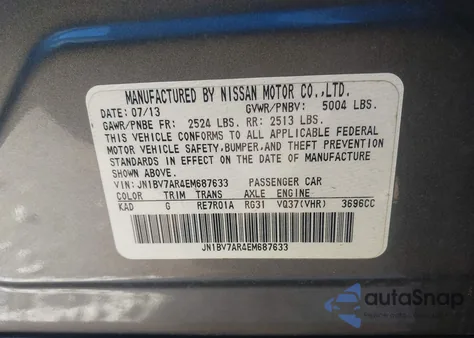 MANUFACTURED BY NISSAN MOTOR CO.,LTD.
DATE: 07/13 GVWR/PNBV: 5004 LBS.
GAWR/PNBE FR: 2524 LBS. RR: 2513 LBS.
THIS VEHICLE CONFORMS TO ALL APPLICABLE FEDERAL
MOTOR VEHICLE SAFETY,BUMPER,AND THEFT PREVENTION
STANDARDS IN EFFECT ON THE DATE OF MANUFACTURE
SHOWN ABOVE.
VIN: JN1BV7AR4EM687633 PASSENGER CAR
COLOR TRIM TRANS AXLE ENGINE
KAD G RE7R01A RG31 VQ37(VHR) 3696CC
JN1BV7AR4EM687633
autoSnap